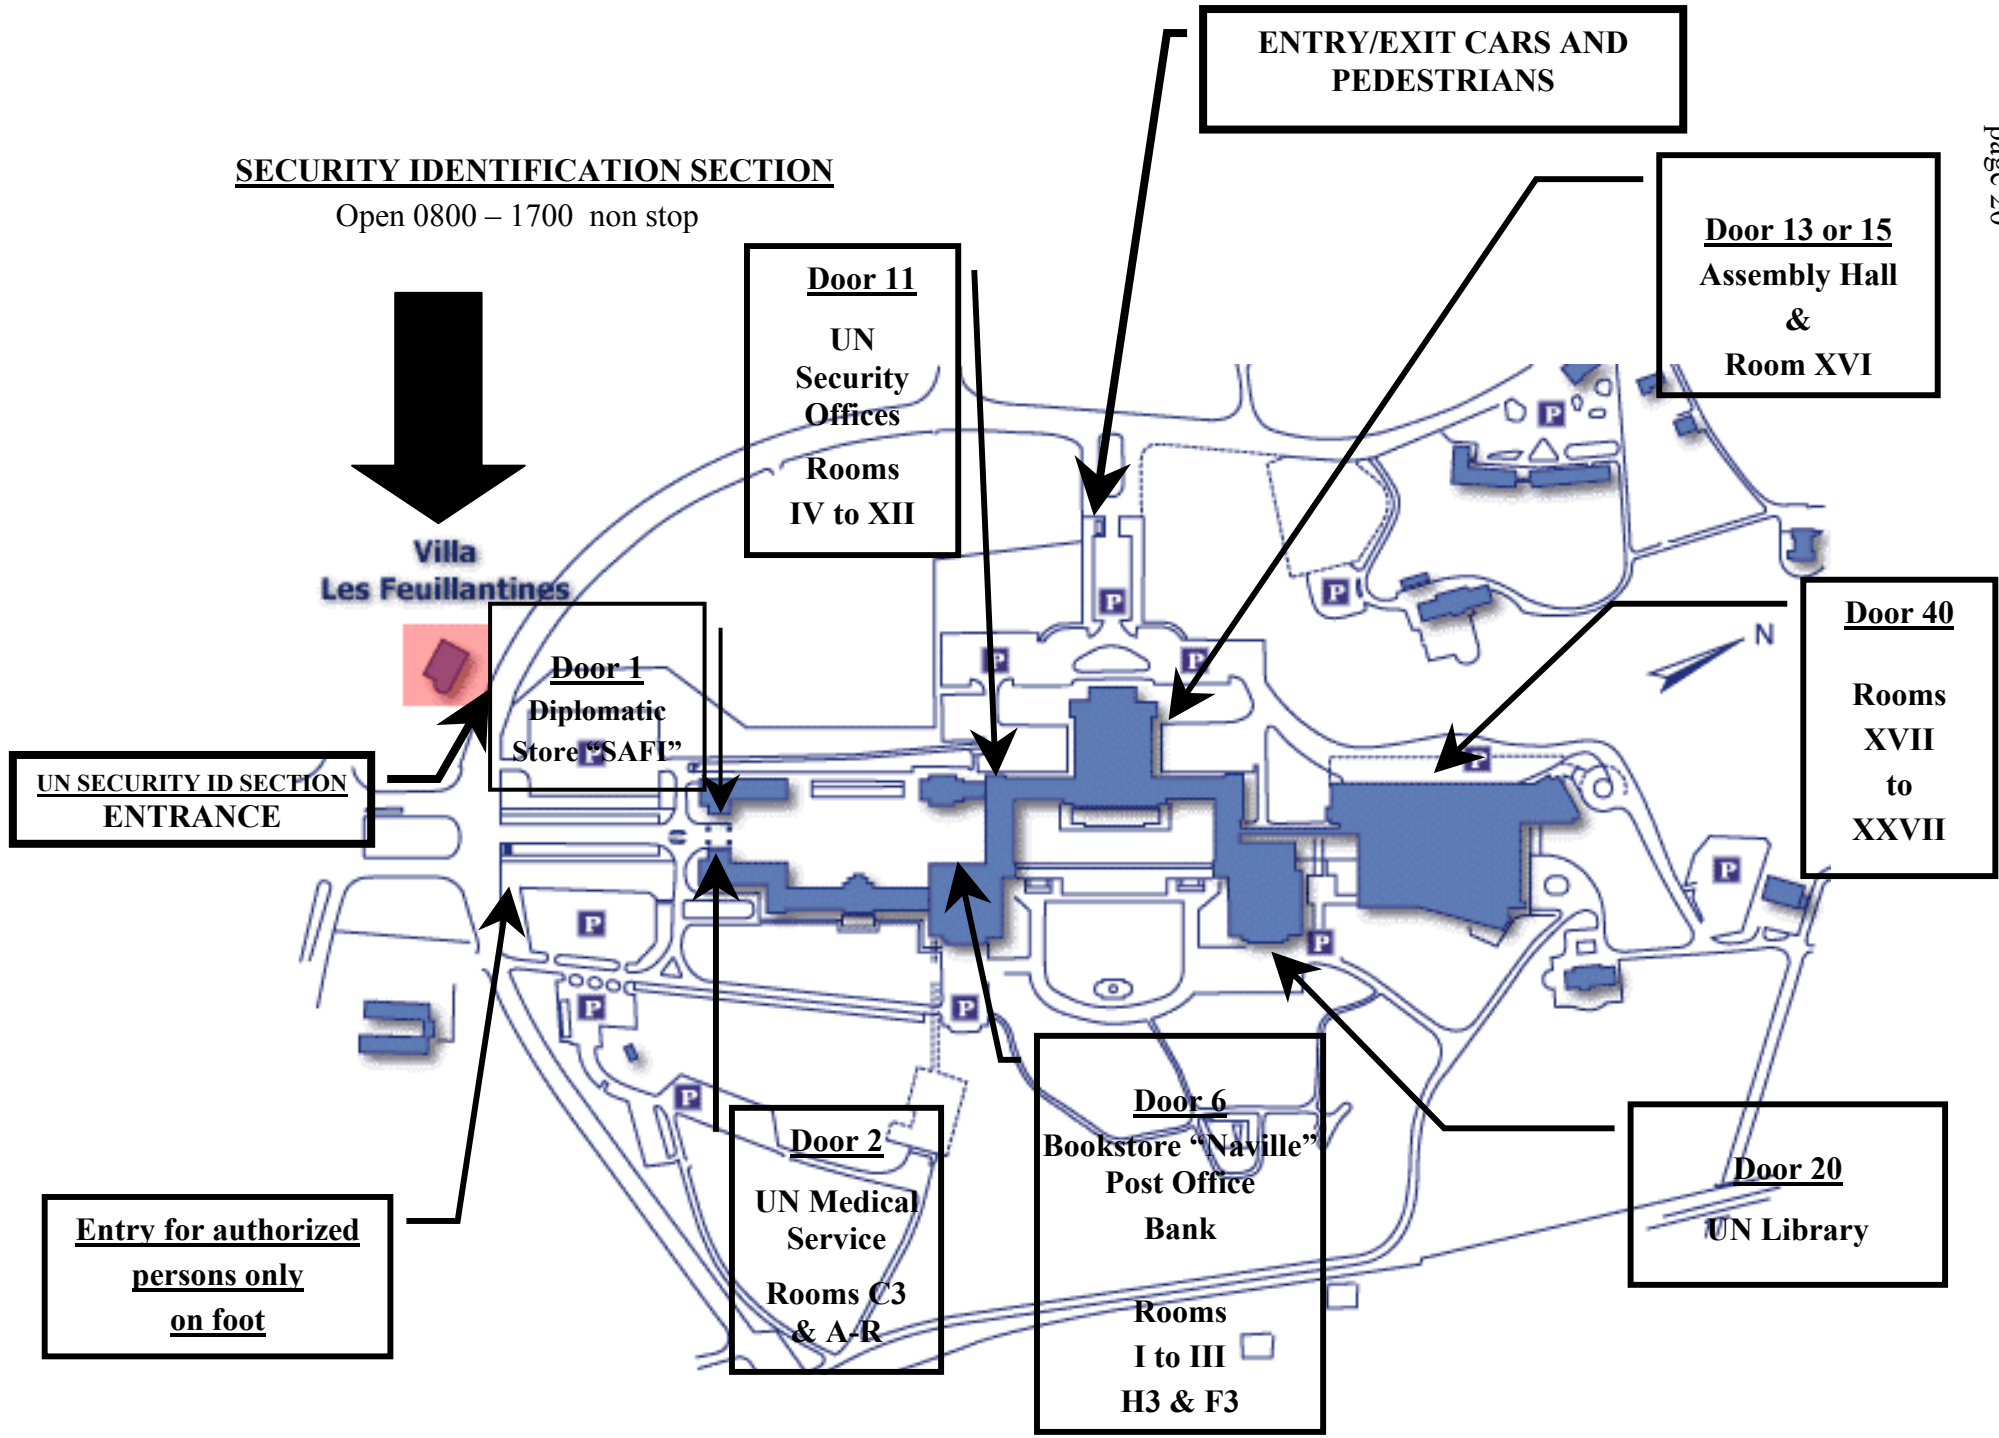 ENTRY/EXIT CARS AND
PEDESTRIANS
page 20
SECURITY IDENTIFICATION SECTION
Open 0800 – 1700 non stop
Door 13 or 15
Assembly Hall
&
Room XVI
Door 11
UN
Security
Offices
Rooms
IV to XII
Villa
Les Feuillantines
Door 1
Diplomatic
Store “SAFI”
UN SECURITY ID SECTION
ENTRANCE
Door 40
Rooms
XVII
to
XXVII
N
P
P
P
P
P
P
P
P
P
P
P
P
P
Entry for authorized
persons only
on foot
Door 2
UN Medical
Service
Rooms C3
& A-R
Door 6
Bookstore “Naville”
Post Office
Bank
Rooms
I to III
H3 & F3
Door 20
UN Library